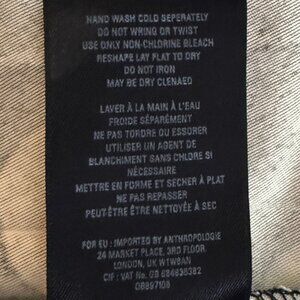 HAND WASH COLD SEPERATELY
DO NOT WRING OR TWIST
USE ONLY NON-CHLORINE BLEACH
RESHAPE LAY FLAT TO DRY
DO NOT IRON
MAY BE DRY CLENAED
LAVER À LA MAIN À L'EAU
FROIDE SÉPARÉMENT
NE PAS TORDRE OU ESSORER
UTILISER UN AGENT DE
BLANCHIMENT SANS CHLORE SI
NÉCESSAIRE
METTRE EN FORME ET SÉCHER À PLAT
NE PAS REPASSER
PEUT-ÊTRE ÊTRE NETTOYÉE À SEC
FOR EU : IMPORTED BY ANTHROPOLOGIE
24 MARKET PLACE, 3RD FLOOR,
LONDON, UK W1W8AN
CIF : VAT No. GB